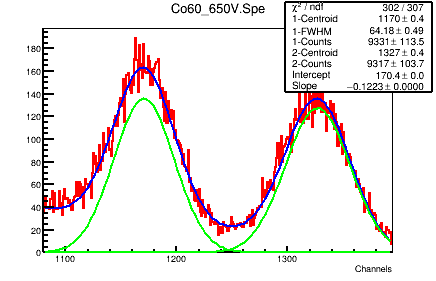 Co60_650V.Spe
χ² / ndf 302 / 307
1-Centroid 1170 ± 0.4
1-FWHM 64.18 ± 0.49
1-Counts 9331 ± 113.5
2-Centroid 1327 ± 0.4
2-Counts 9317 ± 103.7
Intercept 170.4 ± 0.0
Slope −0.1223 ± 0.0000
180
160
140
120
100
80
60
40
20
0
1100 1200 1300
Channels